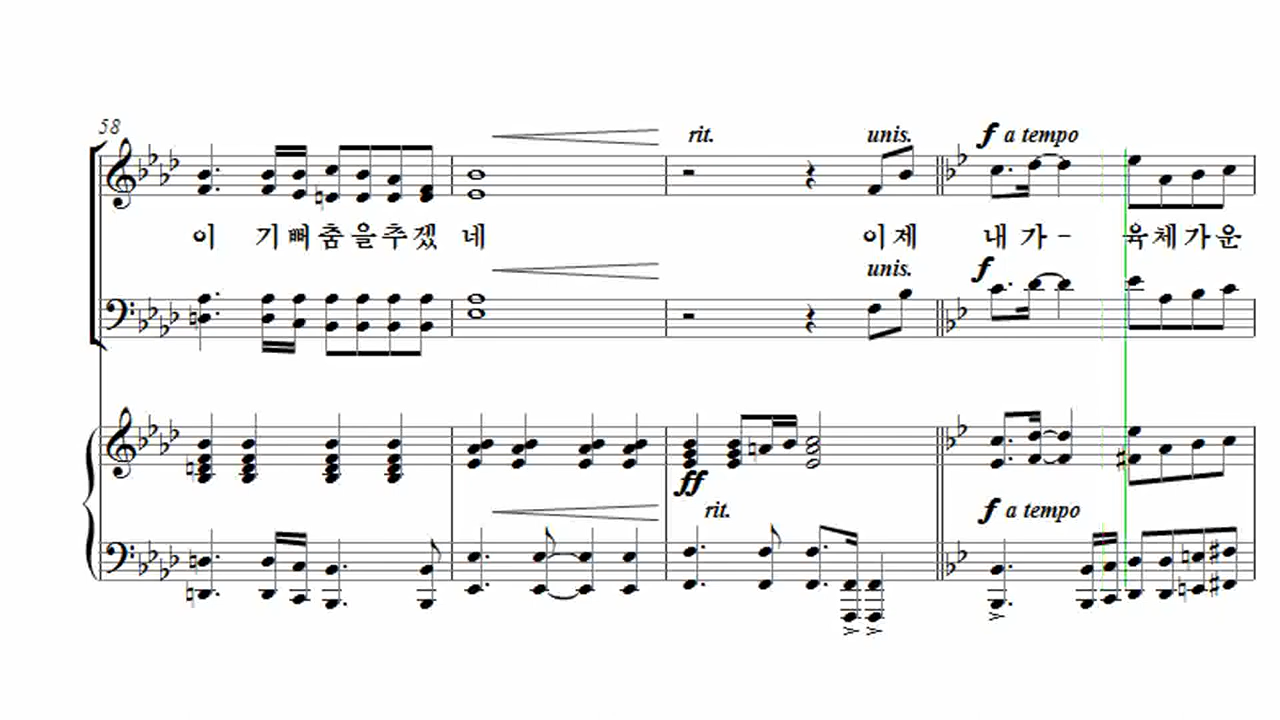 58
rit. unis. f a tempo
이 기뻐춤을추겠 네 이제 내 가 - 육체가운
unis. f
ff rit. f a tempo